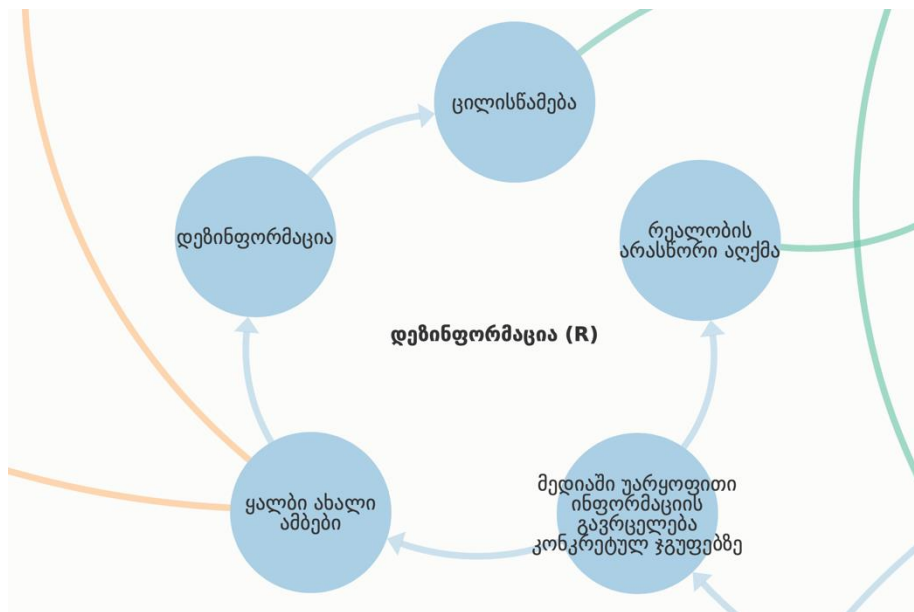 ცილისწამება
დეზინფორმაცია
რეალობის
არასწორი აღქმა
დეზინფორმაცია (R)
ყალბი ახალი
ამბები
მედიაში უარყოფითი
ინფორმაციის
გავრცელება
კონკრეტულ ჯგუფებზე